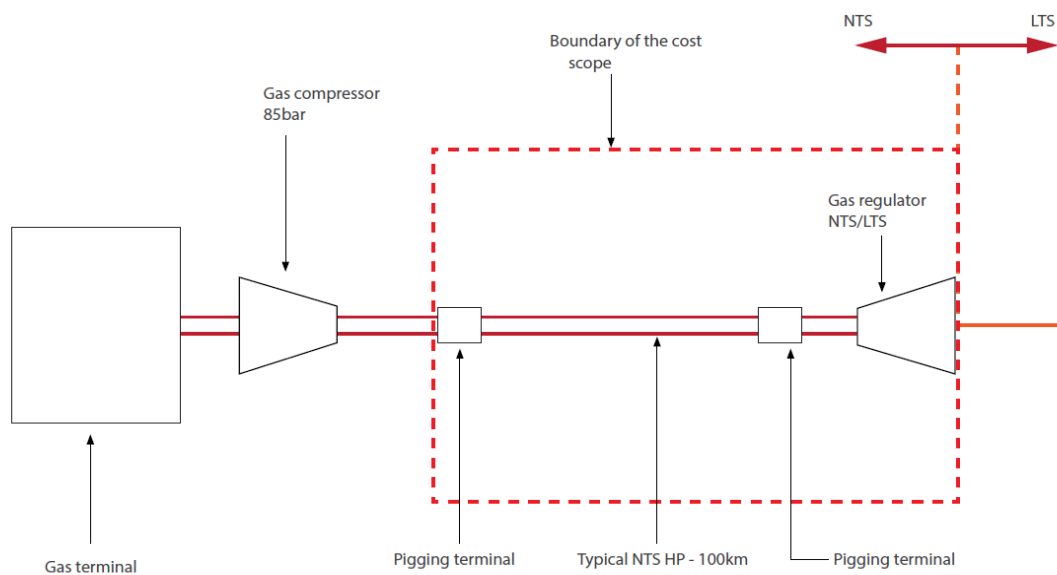 NTS
LTS
Boundary of the cost
scope
Gas compressor
85bar
Gas regulator
NTS/LTS
Gas terminal
Pigging terminal
Typical NTS HP - 100km
Pigging terminal